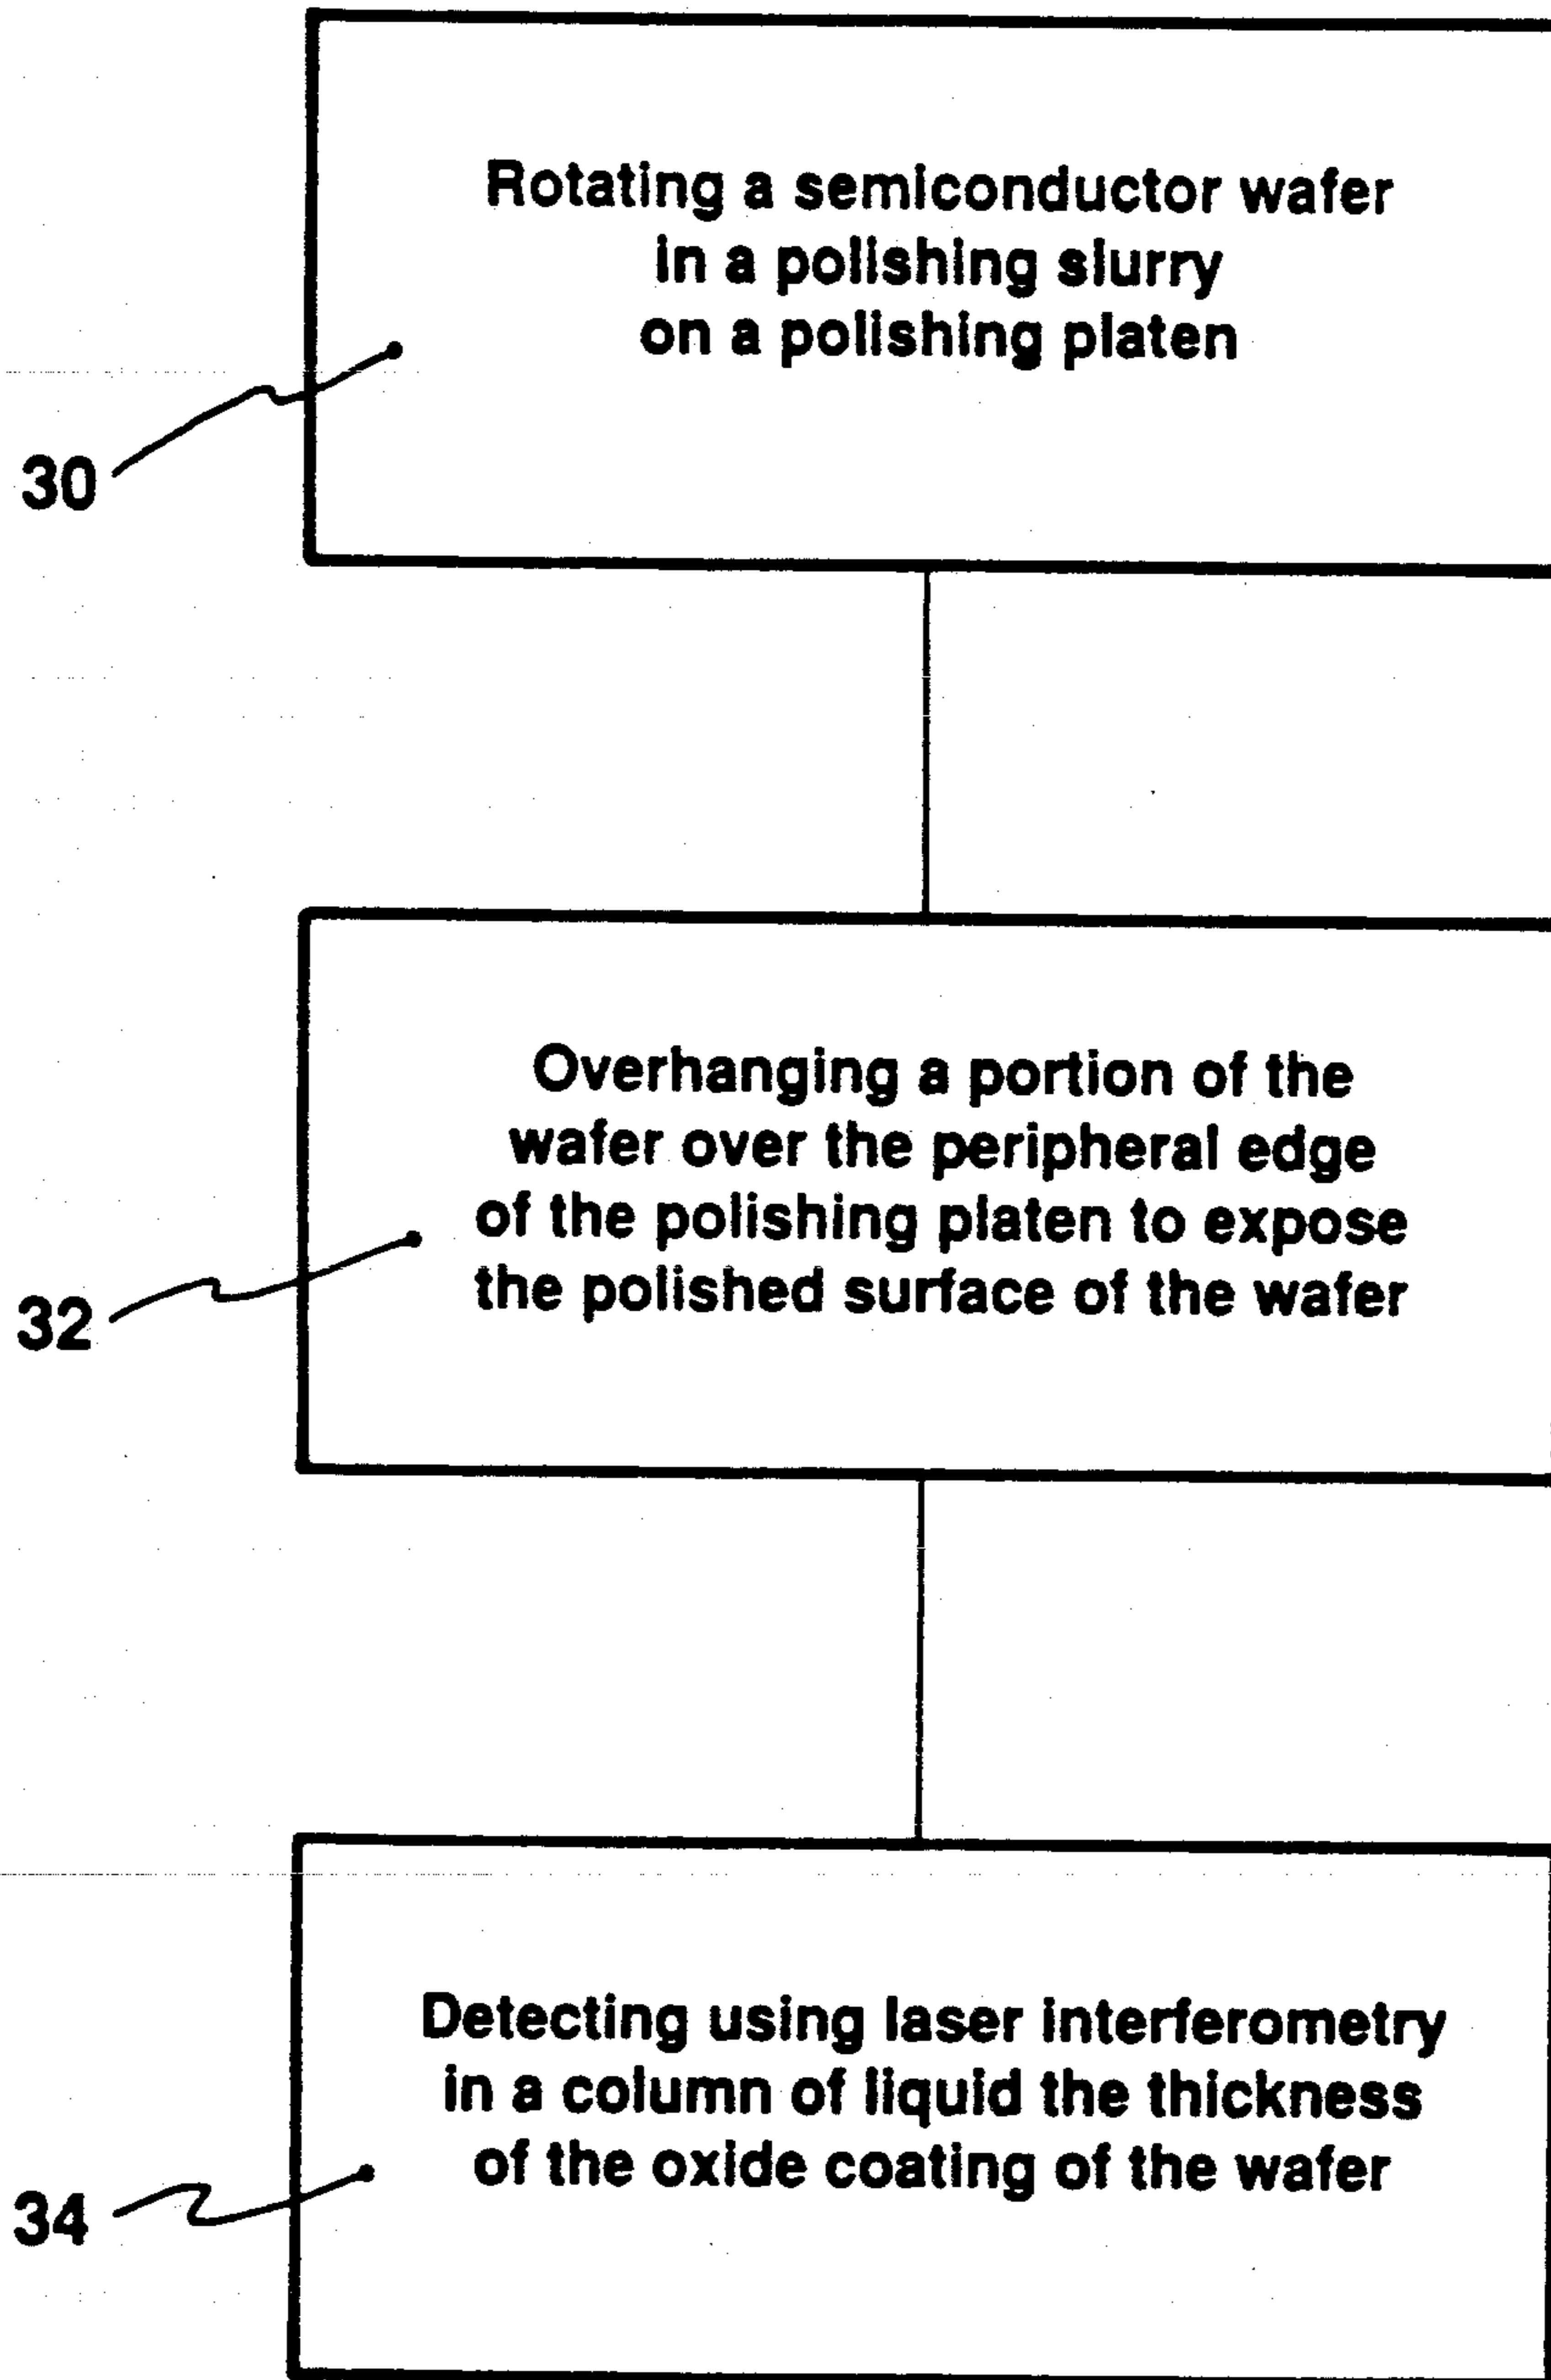 Rotating a semiconductor wafer
in a polishing slurry
on a polishing platen
30
Overhanging a portion of the
wafer over the peripheral edge
of the polishing platen to expose
the polished surface of the wafer
32
Detecting using laser interferometry
in a column of liquid the thickness
of the oxide coating of the wafer
34